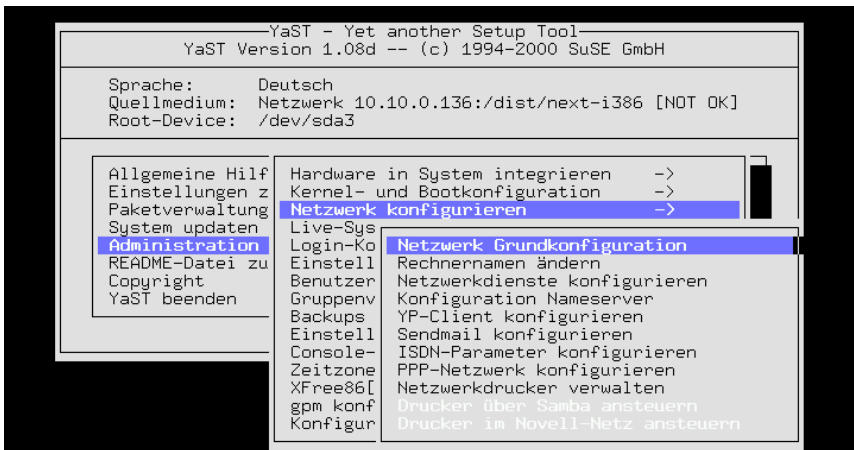 YaST - Yet another Setup Tool
YaST Version 1.08d -- (c) 1994-2000 SuSE GmbH
Sprache: Deutsch
Quellmedium: Netzwerk 10.10.0.136:/dist/next-i386 [NOT OK]
Root-Device: /dev/sda3
Allgemeine Hilf
Einstellungen z
Paketverwaltung
System updaten
Administration
README-Datei zu
Copyright
YaST beenden
Hardware in System integrieren ->
Kernel- und Bootkonfiguration ->
Netzwerk konfigurieren ->
Live-Sys
Login-Ko
Einstell
Benutzer
Gruppenv
Backups
Einstell
Console-
Zeitzone
XFree86[
gpm konf
Konfigur
Netzwerk Grundkonfiguration
Rechnernamen ändern
Netzwerkdienste konfigurieren
Konfiguration Nameserver
YP-Client konfigurieren
Sendmail konfigurieren
ISDN-Parameter konfigurieren
PPP-Netzwerk konfigurieren
Netzwerkdrucker verwalten
Drucker über Samba ansteuern
Drucker im Novell-Netz ansteuern